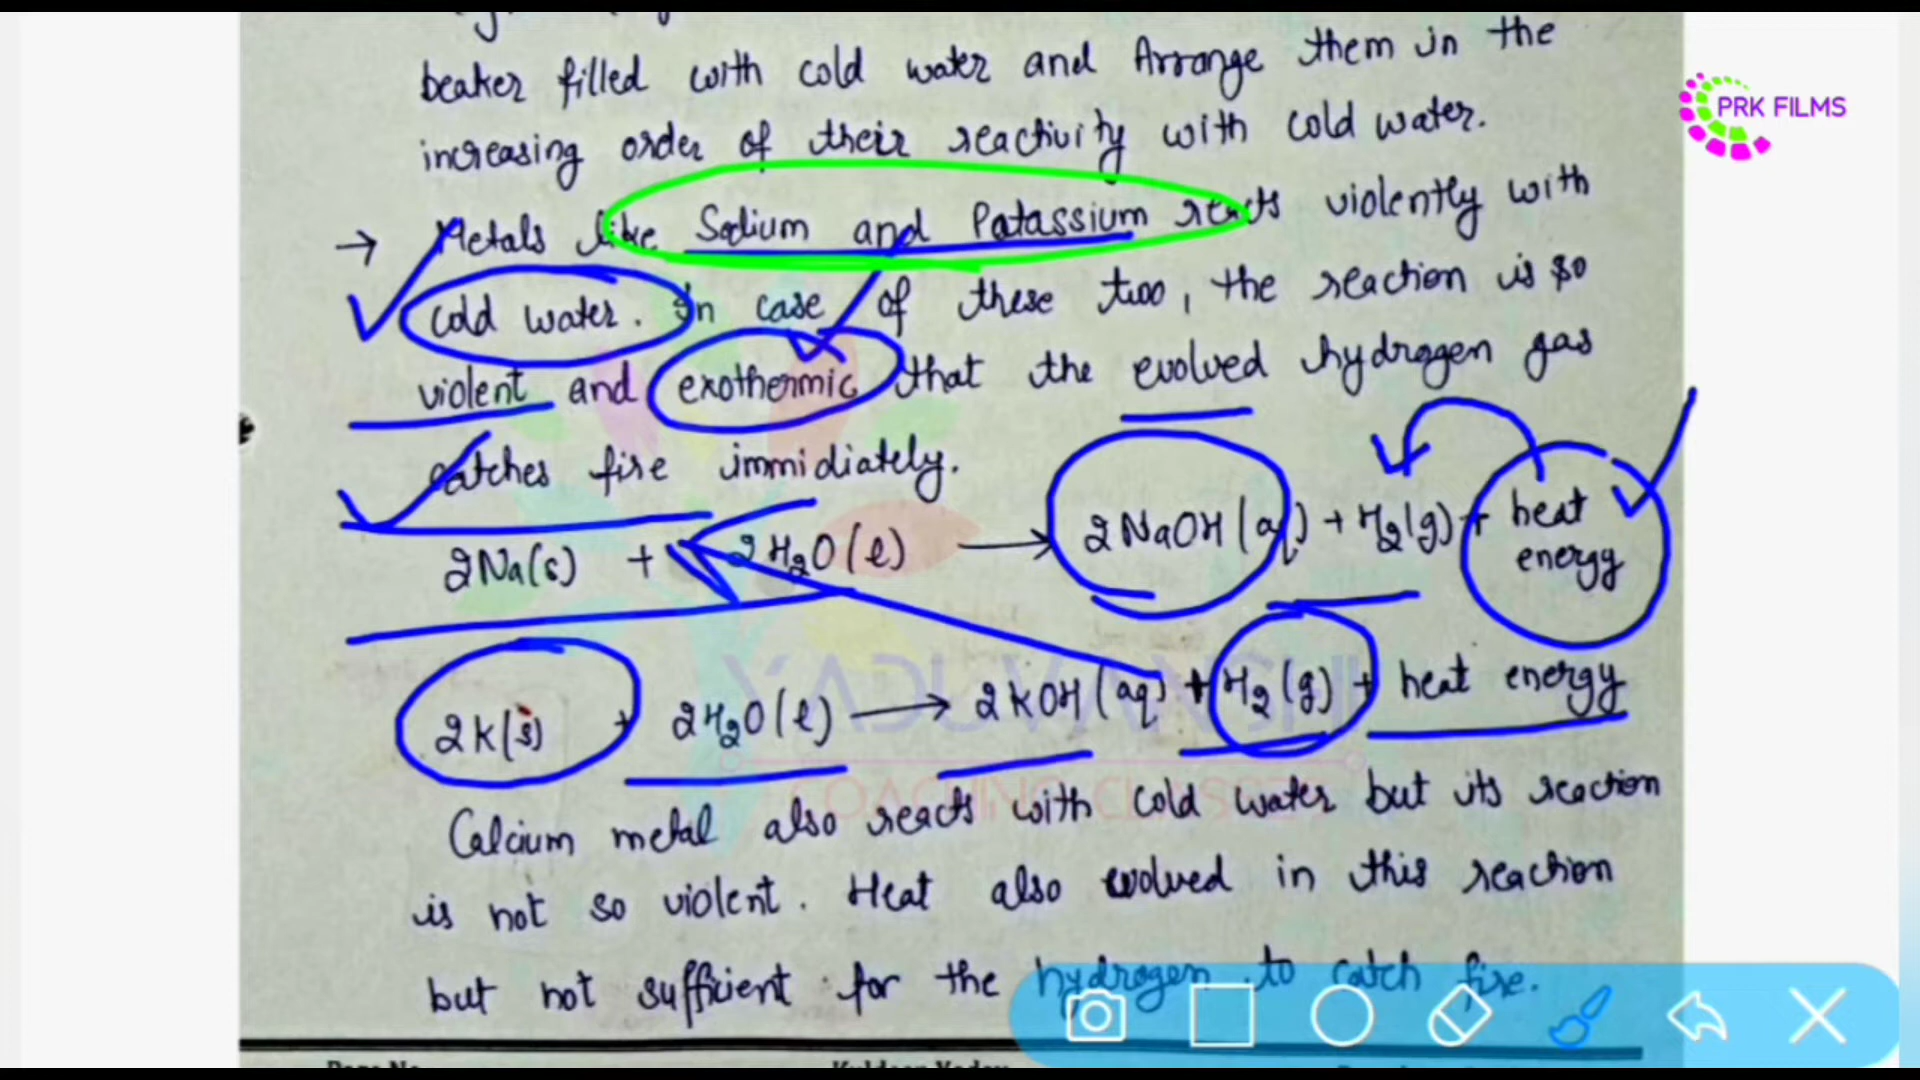 beaker filled with cold water and Arrange them in the
increasing order of their reactivity with cold water.
PRK FILMS
→ Metals like Sodium and Patassium reacts violently with
cold water. In case of these two, the reaction is so
violent and exothermic that the evolved hydrogen gas
catches fire immidiately.
2Na(s) + 2H₂O(l) → 2NaOH(aq) + H₂(g) + heat energy
2K(s) + 2H₂O(l) → 2KOH(aq) + H₂(g) + heat energy
YADUVANSHI
COACHING CLASSES
Calcium metal also reacts with cold water but its reaction
is not so violent. Heat also evolved in this reaction
but not sufficient for the hydrogen to catch fire.